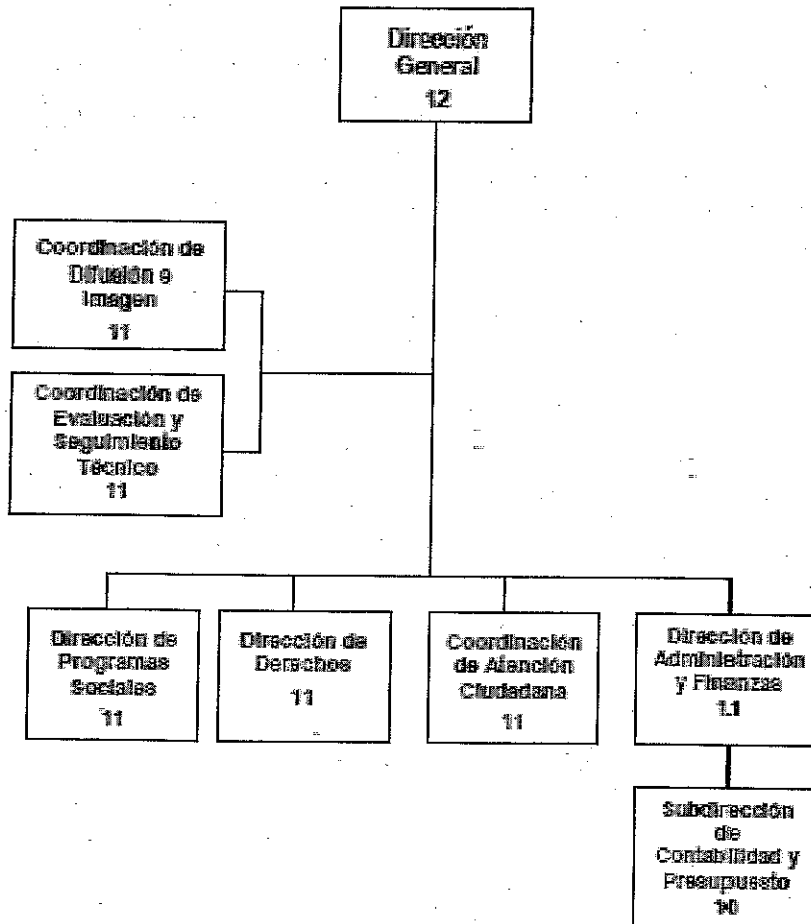 Dirección
General
12
Coordinación de
Difusión e
Imagen
11
Coordinación de
Evaluación y
Seguimiento
Técnico
11
Dirección de
Programas
Sociales
11
Dirección de
Derechos
11
Coordinación
de Atención
Ciudadana
11
Dirección de
Administración
y Finanzas
11
Subdirección
de
Contabilidad y
Presupuesto
10